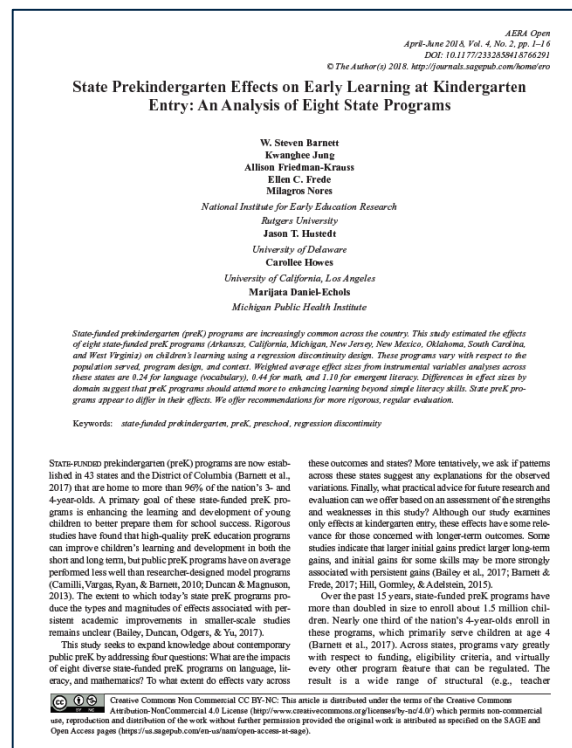 AERA Open
April-June 2018, Vol. 4, No. 2, pp. 1–16
DOI: 10.1177/2332858418766291
© The Author(s) 2018. http://journals.sagepub.com/home/ero
State Prekindergarten Effects on Early Learning at Kindergarten
Entry: An Analysis of Eight State Programs
W. Steven Barnett
Kwanghee Jung
Allison Friedman-Krauss
Ellen C. Frede
Milagros Nores
National Institute for Early Education Research
Rutgers University
Jason T. Hustedt
University of Delaware
Carollee Howes
University of California, Los Angeles
Marijata Daniel-Echols
Michigan Public Health Institute
State-funded prekindergarten (preK) programs are increasingly common across the country. This study estimated the effects
of eight state-funded preK programs (Arkansas, California, Michigan, New Jersey, New Mexico, Oklahoma, South Carolina,
and West Virginia) on children's learning using a regression discontinuity design. These programs vary with respect to the
population served, program design, and context. Weighted average effect sizes from instrumental variables analyses across
these states are 0.24 for language (vocabulary), 0.44 for math, and 1.10 for emergent literacy. Differences in effect sizes by
domain suggest that preK programs should attend more to enhancing learning beyond simple literacy skills. State preK pro-
grams appear to differ in their effects. We offer recommendations for more rigorous, regular evaluation.
Keywords: state-funded prekindergarten, preK, preschool, regression discontinuity
STATE-FUNDED prekindergarten (preK) programs are now estab-
lished in 43 states and the District of Columbia (Barnett et al.,
2017) that are home to more than 96% of the nation's 3- and
4-year-olds. A primary goal of these state-funded preK pro-
grams is enhancing the learning and development of young
children to better prepare them for school success. Rigorous
studies have found that high-quality preK education programs
can improve children's learning and development in both the
short and long term, but public preK programs have on average
performed less well than researcher-designed model programs
(Camilli, Vargas, Ryan, & Barnett, 2010; Duncan & Magnuson,
2013). The extent to which today's state preK programs pro-
duce the types and magnitudes of effects associated with per-
sistent academic improvements in smaller-scale studies
remains unclear (Bailey, Duncan, Odgers, & Yu, 2017).
This study seeks to expand knowledge about contemporary
public preK by addressing four questions: What are the impacts
of eight diverse state preK programs on language, lit-
eracy, and mathematics? To what extent do effects vary across
these outcomes and states? More tentatively, we ask if patterns
across these states suggest any explanations for the observed
variations. Finally, what practical advice for future research and
evaluation can we offer based on an assessment of the strengths
and weaknesses in this study? Although our study examines
only effects at kindergarten entry, these effects have some rele-
vance for those concerned with longer-term outcomes. Some
studies indicate that larger initial gains predict larger long-term
gains, and initial gains for some skills may be more strongly
associated with persistent gains (Bailey et al., 2017; Barnett &
Frede, 2017; Hill, Gormley, & Adelstein, 2015).
Over the past 15 years, state-funded preK programs have
more than doubled in size to enroll about 1.5 million chil-
dren. Nearly one third of the nation's 4-year-olds enroll in
these programs, which primarily serve children at age 4
(Barnett et al., 2017). Across states, programs vary greatly
with respect to funding, eligibility criteria, and virtually
every other program feature that can be regulated. The
result is a wide range of structural (e.g., teacher
CC BY NC
Creative Commons Non Commercial CC BY-NC: This article is distributed under the terms of the Creative Commons
Attribution-NonCommercial 4.0 License (http://www.creativecommons.org/licenses/by-nc/4.0/) which permits non-commercial
use, reproduction and distribution of the work without further permission provided the original work is attributed as specified on the SAGE and
Open Access pages (https://us.sagepub.com/en-us/nam/open-access-at-sage).